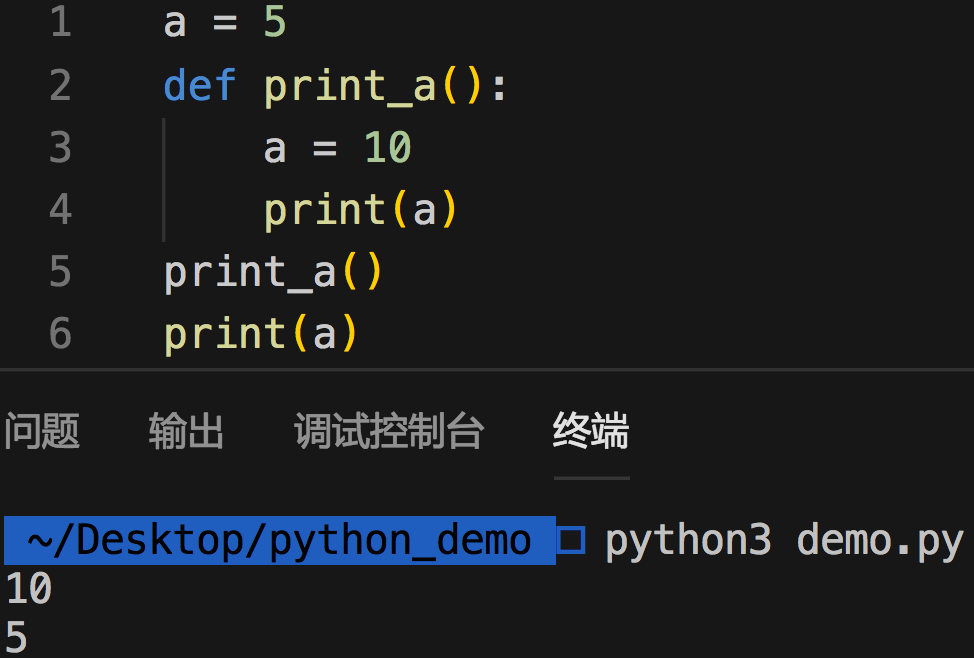 1 a = 5
2 def print_a():
3     a = 10
4     print(a)
5 print_a()
6 print(a)
问题 输出 调试控制台 终端
~/Desktop/python_demo python3 demo.py
10
5